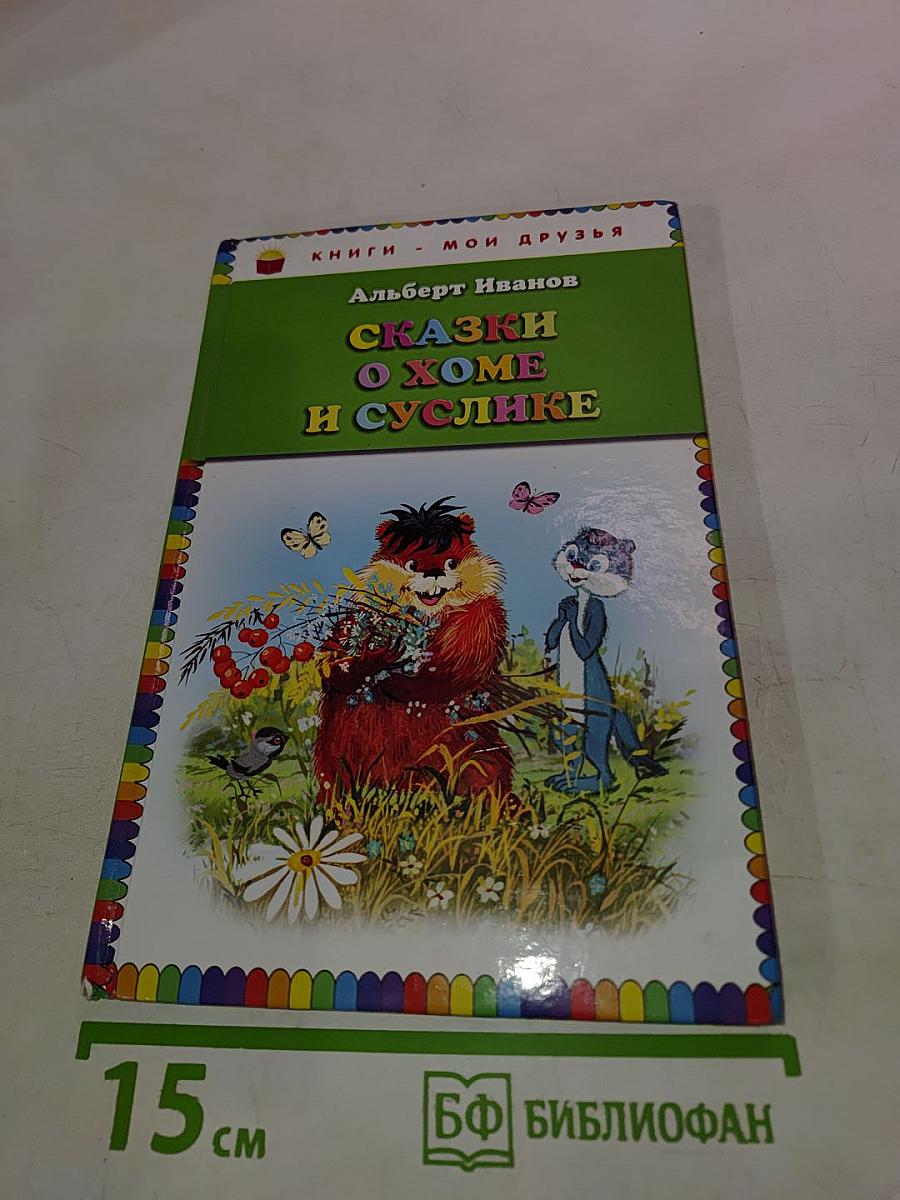 КНИГИ - МОИ ДРУЗЬЯ
Альберт Иванов
СКАЗКИ
О ХОМЕ
И СУСЛИКЕ
15 см
БФ БИБЛИОФАН